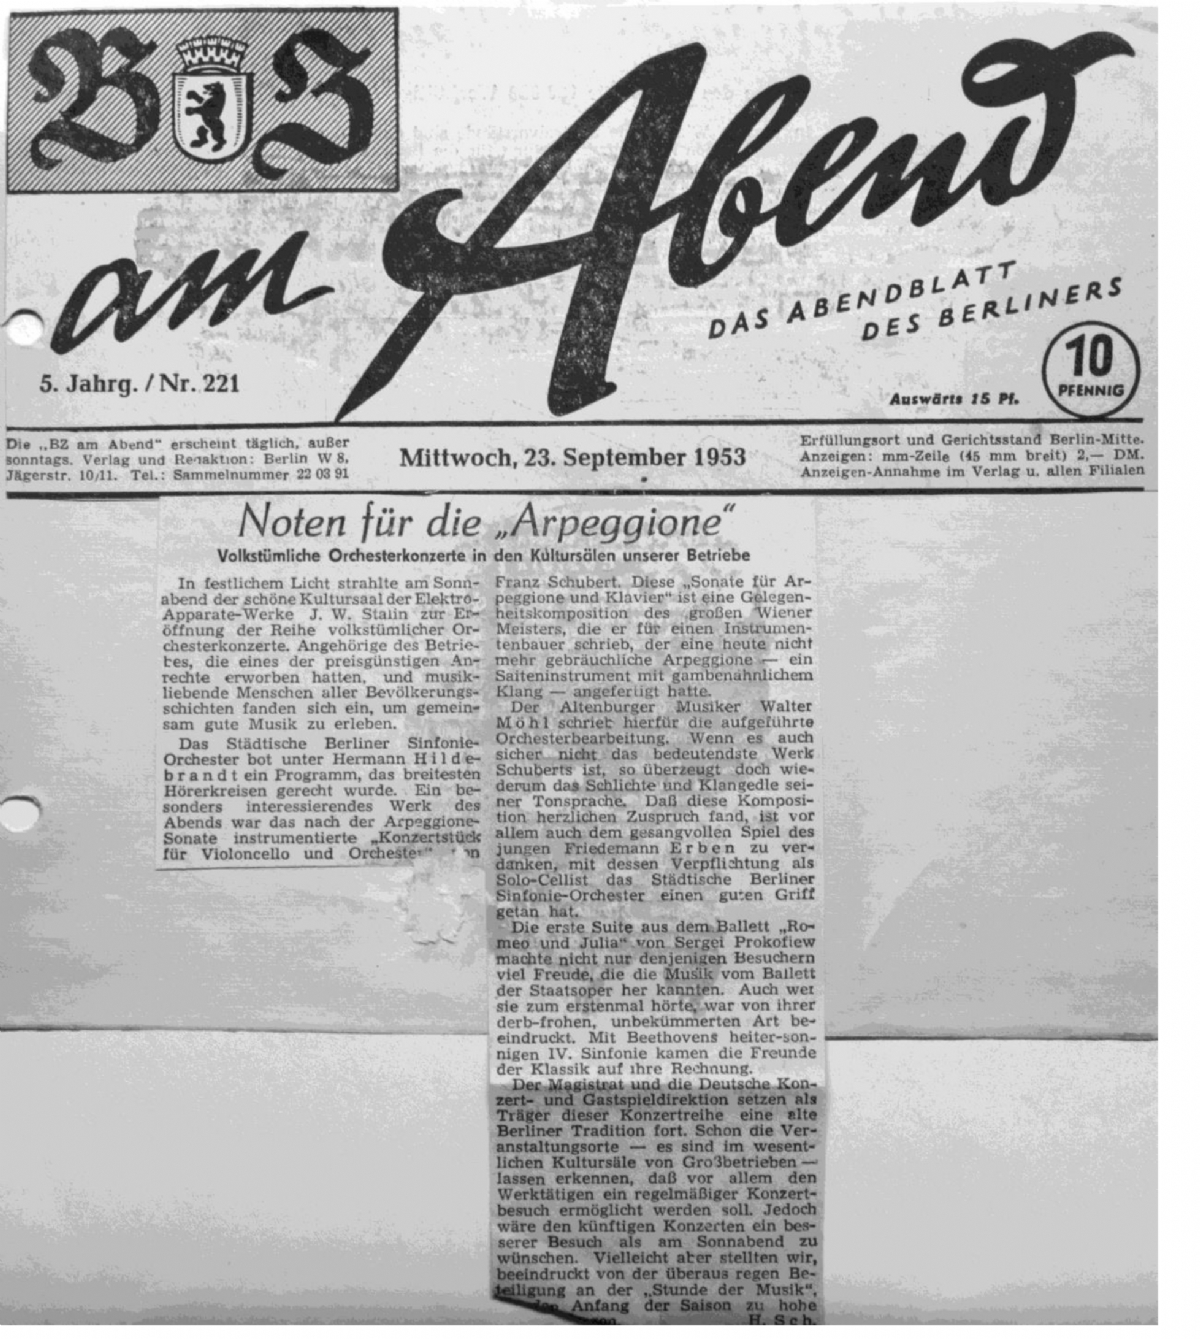 BZ
am Abend
DAS ABENDBLATT
DES BERLINERS
5. Jahrg. / Nr. 221
Auswärts 15 Pf.
10
PFENNIG
Die „BZ am Abend“ erscheint täglich, außer
sonntags. Verlag und Redaktion: Berlin W 8,
Jägerstr. 10/11. Tel.: Sammelnummer 22 03 91
Mittwoch, 23. September 1953
Erfüllungsort und Gerichtsstand Berlin-Mitte.
Anzeigen: mm-Zeile (45 mm breit) 2,— DM.
Anzeigen-Annahme im Verlag u. allen Filialen
Noten für die „Arpeggione“
Volkstümliche Orchesterkonzerte in den Kultursälen unserer Betriebe
In festlichem Licht strahlte am Sonn-
abend der schöne Kultursaal der Elektro-
Apparate-Werke J. W. Stalin zur Er-
öffnung der Reihe volkstümlicher Or-
chesterkonzerte. Angehörige des Betrie-
bes, die eines der preisgünstigen An-
rechte erworben hatten, und musik-
liebende Menschen aller Bevölkerungs-
schichten fanden sich ein, um gemein-
sam gute Musik zu erleben.
Das Städtische Berliner Sinfonie-
Orchester bot unter Hermann Hilde-
brandt ein Programm, das breitesten
Hörerkreisen gerecht wurde. Ein be-
sonders interessierendes Werk des
Abends war das nach der Arpeggione-
Sonate instrumentierte „Konzertstück
für Violoncello und Orchester“
Franz Schubert. Diese „Sonate für Ar-
peggione und Klavier“ ist eine Gelegen-
heitskomposition des großen Wiener
Meisters, die er für einen Instrumen-
tenbauer schrieb, der eine heute nicht
mehr gebräuchliche Arpeggione — ein
Saiteninstrument mit gambenähnlichem
Klang — angefertigt hatte.
Der Altenburger Musiker Walter
Möhl schrieb hierfür die aufgeführte
Orchesterbearbeitung. Wenn es auch
sicher nicht das bedeutendste Werk
Schuberts ist, so überzeugt doch wie-
derum das Schlichte und Klangedle sei-
ner Tonsprache. Daß diese Komposi-
tion herzlichen Zuspruch fand, ist vor
allem auch dem gesangvollen Spiel des
jungen Friedemann Erben zu ver-
danken, mit dessen Verpflichtung als
Solo-Cellist das Städtische Berliner
Sinfonie-Orchester einen guten Griff
getan hat.
Die erste Suite aus dem Ballett „Ro-
meo und Julia“ von Sergei Prokofiew
machte nicht nur denjenigen Besuchern
viel Freude, die die Musik vom Ballett
der Staatsoper her kannten. Auch wer
sie zum erstenmal hörte, war von ihrer
derb-frohen, unbekümmerten Art be-
eindruckt. Mit Beethovens heiter-son-
nigen IV. Sinfonie kamen die Freunde
der Klassik auf ihre Rechnung.
Der Magistrat und die Deutsche Kon-
zert- und Gastspieldirektion setzen als
Träger dieser Konzertreihe eine alte
Berliner Tradition fort. Schon die Ver-
anstaltungsorte — es sind im wesent-
lichen Kultursäle von Großbetrieben —
lassen erkennen, daß vor allem den
Werktätigen ein regelmäßiger Konzert-
besuch ermöglicht werden soll. Jedoch
wäre den künftigen Konzerten ein bes-
serer Besuch als am Sonnabend zu
wünschen. Vielleicht aber stellten wir,
beeindruckt von der überaus regen Be-
teiligung an der „Stunde der Musik“,
Anfang der Saison zu hohe
H. Sch.